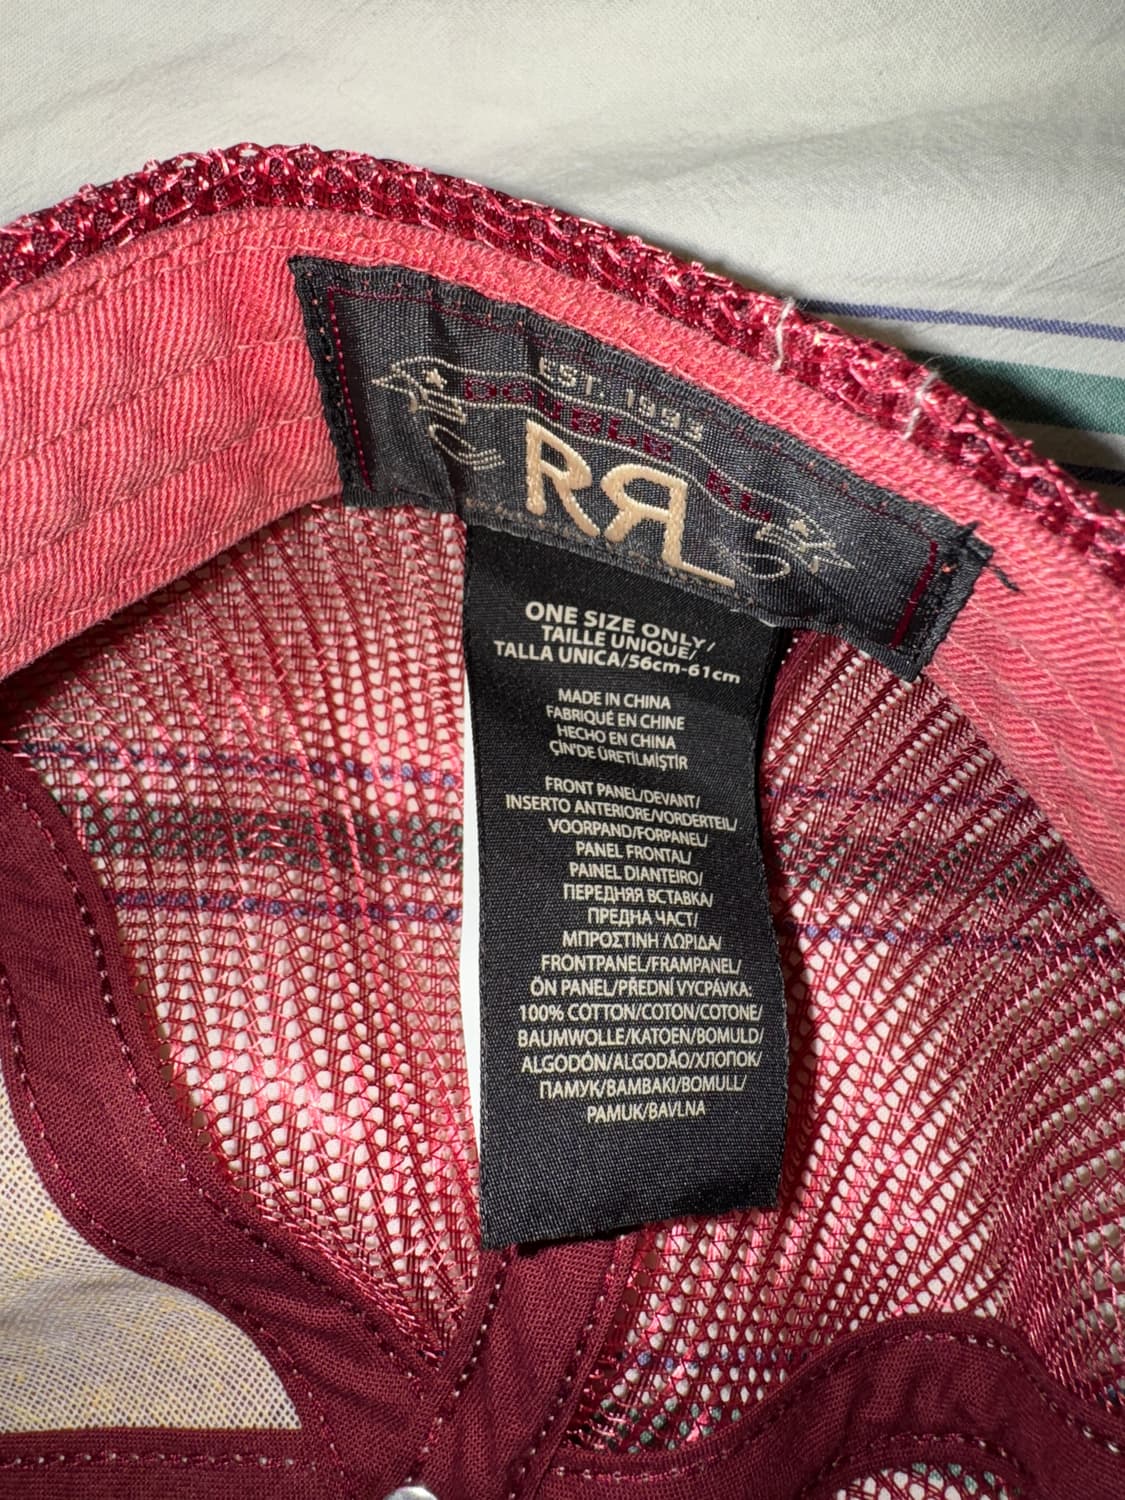 EST. 1993
DOUBLE RL
RRL
ONE SIZE ONLY/
TAILLE UNIQUE/
TALLA UNICA/56cm-61cm
MADE IN CHINA
FABRIQUÉ EN CHINE
HECHO EN CHINA
ÇİN'DE ÜRETİLMİŞTİR
FRONT PANEL/DEVANT/
INSERTO ANTERIORE/VORDERTEIL/
VOORPAND/FORPANEL/
PANEL FRONTAL/
PAINEL DIANTEIRO/
ПЕРЕДНЯЯ ВСТАВКА/
ПРЕДНА ЧАСТ/
ΜΠΡΟΣΤΙΝΗ ΛΩΡΙΔΑ/
FRONTPANEL/FRAMPANEL/
ÖN PANEL/PŘEDNÍ VYCPÁVKA:
100% COTTON/COTON/COTONE/
BAUMWOLLE/KATOEN/BOMULD/
ALGODÓN/ALGODÃO/ХЛОПОК/
ПАМУК/ΒΑΜΒΑΚΙ/BOMULL/
PAMUK/BAVLNA